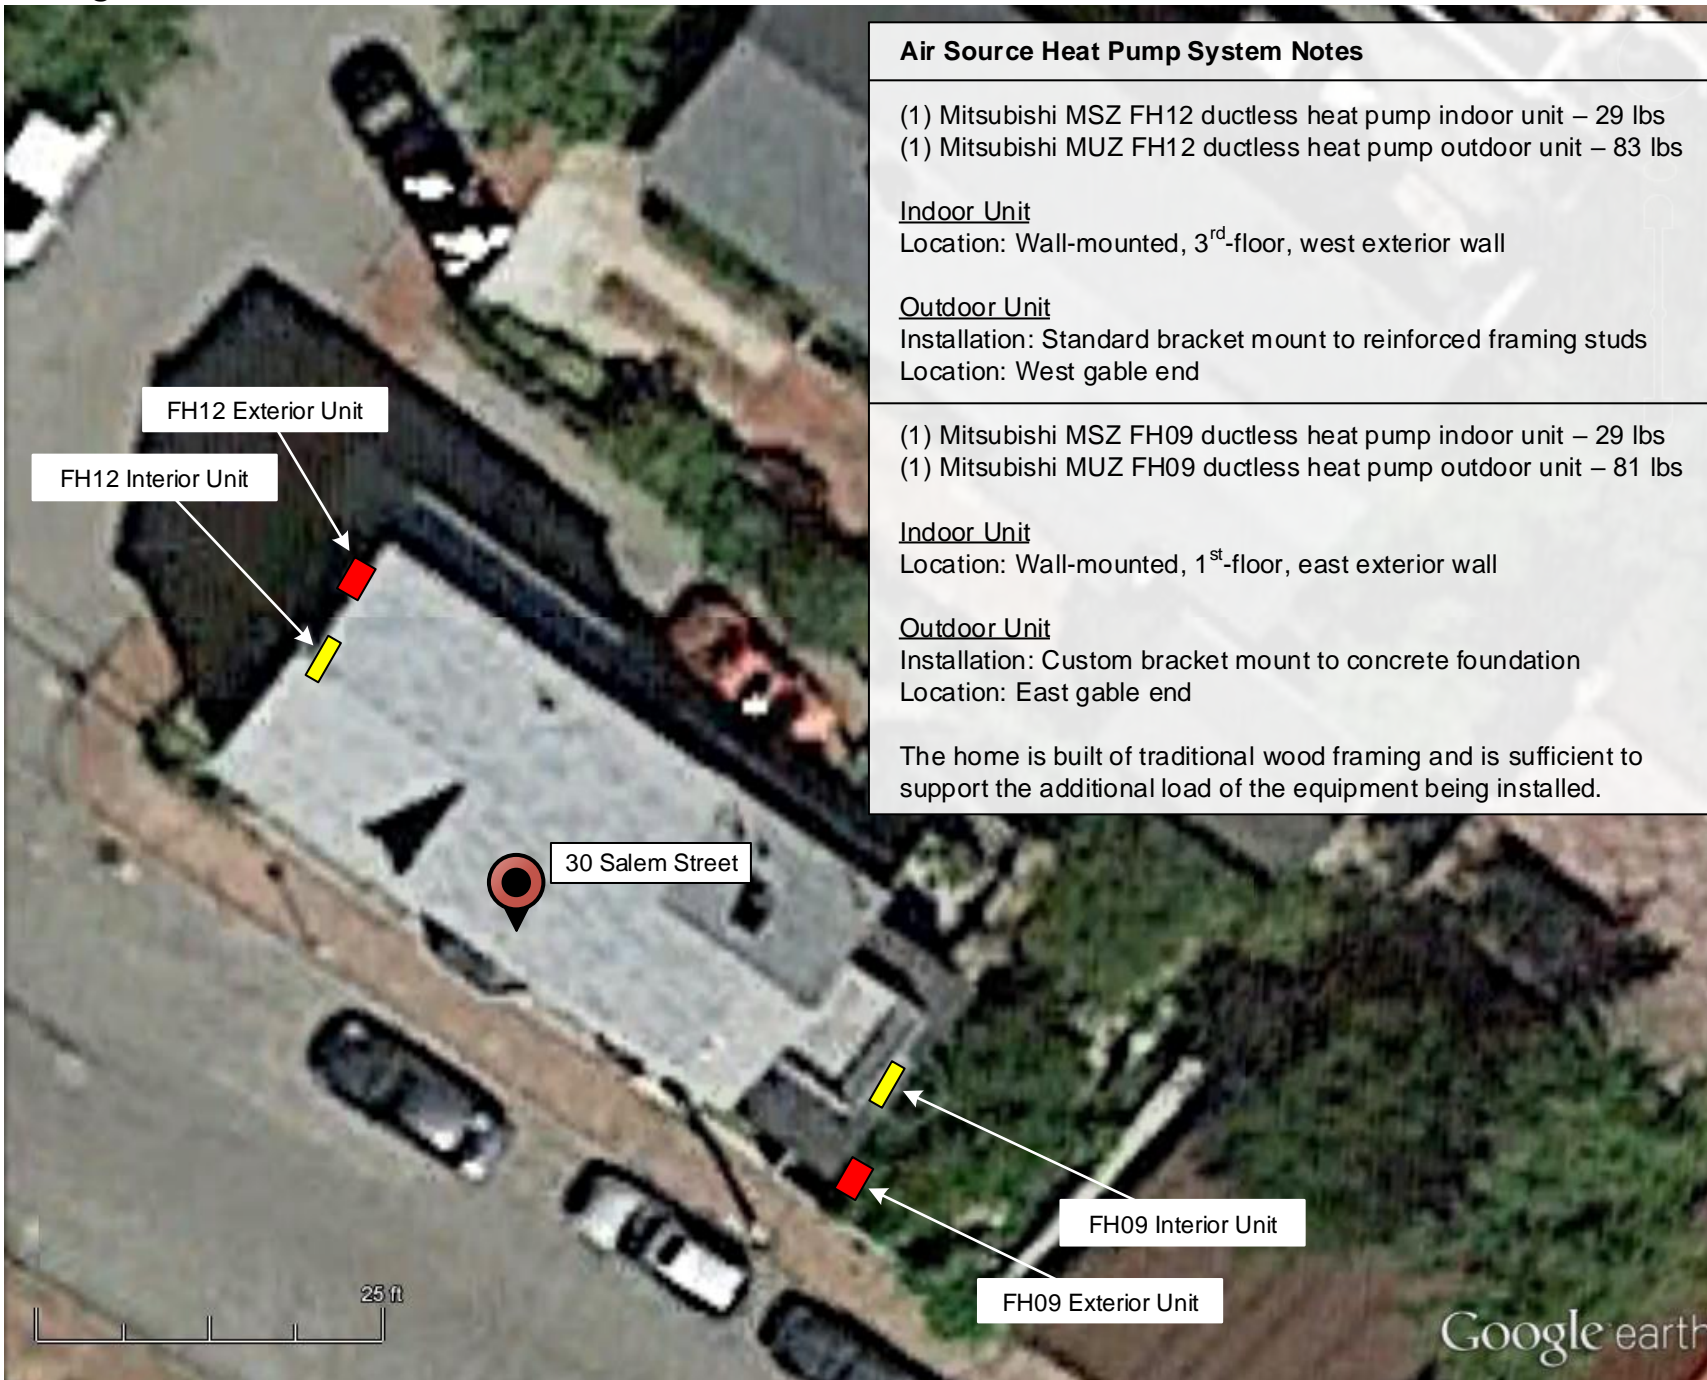 Air Source Heat Pump System Notes
(1) Mitsubishi MSZ FH12 ductless heat pump indoor unit – 29 lbs
(1) Mitsubishi MUZ FH12 ductless heat pump outdoor unit – 83 lbs
Indoor Unit
Location: Wall-mounted, 3rd-floor, west exterior wall
Outdoor Unit
Installation: Standard bracket mount to reinforced framing studs
Location: West gable end
(1) Mitsubishi MSZ FH09 ductless heat pump indoor unit – 29 lbs
(1) Mitsubishi MUZ FH09 ductless heat pump outdoor unit – 81 lbs
Indoor Unit
Location: Wall-mounted, 1st-floor, east exterior wall
Outdoor Unit
Installation: Custom bracket mount to concrete foundation
Location: East gable end
The home is built of traditional wood framing and is sufficient to
support the additional load of the equipment being installed.
FH12 Exterior Unit
FH12 Interior Unit
30 Salem Street
FH09 Interior Unit
FH09 Exterior Unit
25 ft
Google earth